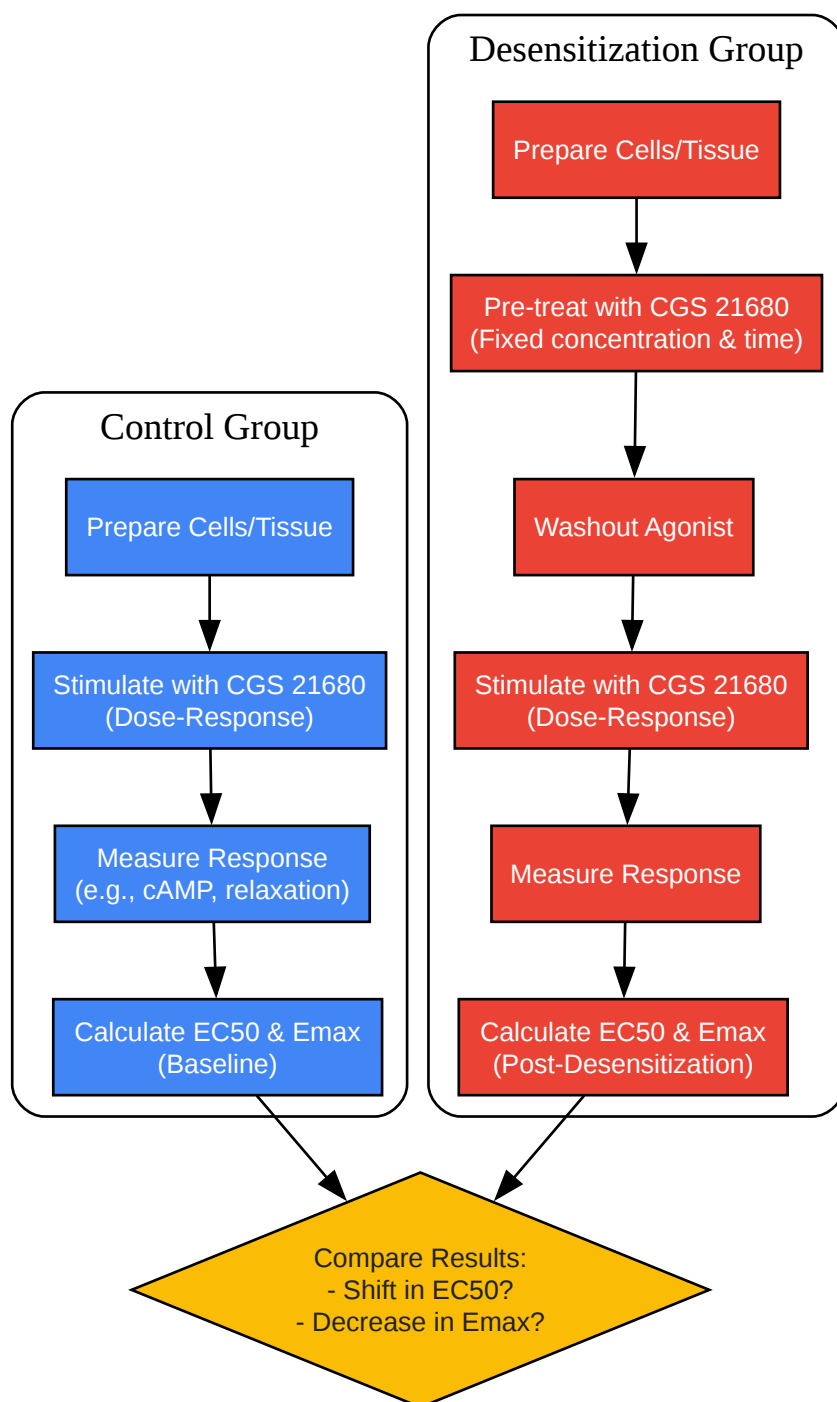 Control Group
Prepare Cells/Tissue
Stimulate with CGS 21680
(Dose-Response)
Measure Response
(e.g., cAMP, relaxation)
Calculate EC50 & Emax
(Baseline)
Desensitization Group
Prepare Cells/Tissue
Pre-treat with CGS 21680
(Fixed concentration & time)
Washout Agonist
Stimulate with CGS 21680
(Dose-Response)
Measure Response
Calculate EC50 & Emax
(Post-Desensitization)
Compare Results:
- Shift in EC50?
- Decrease in Emax?